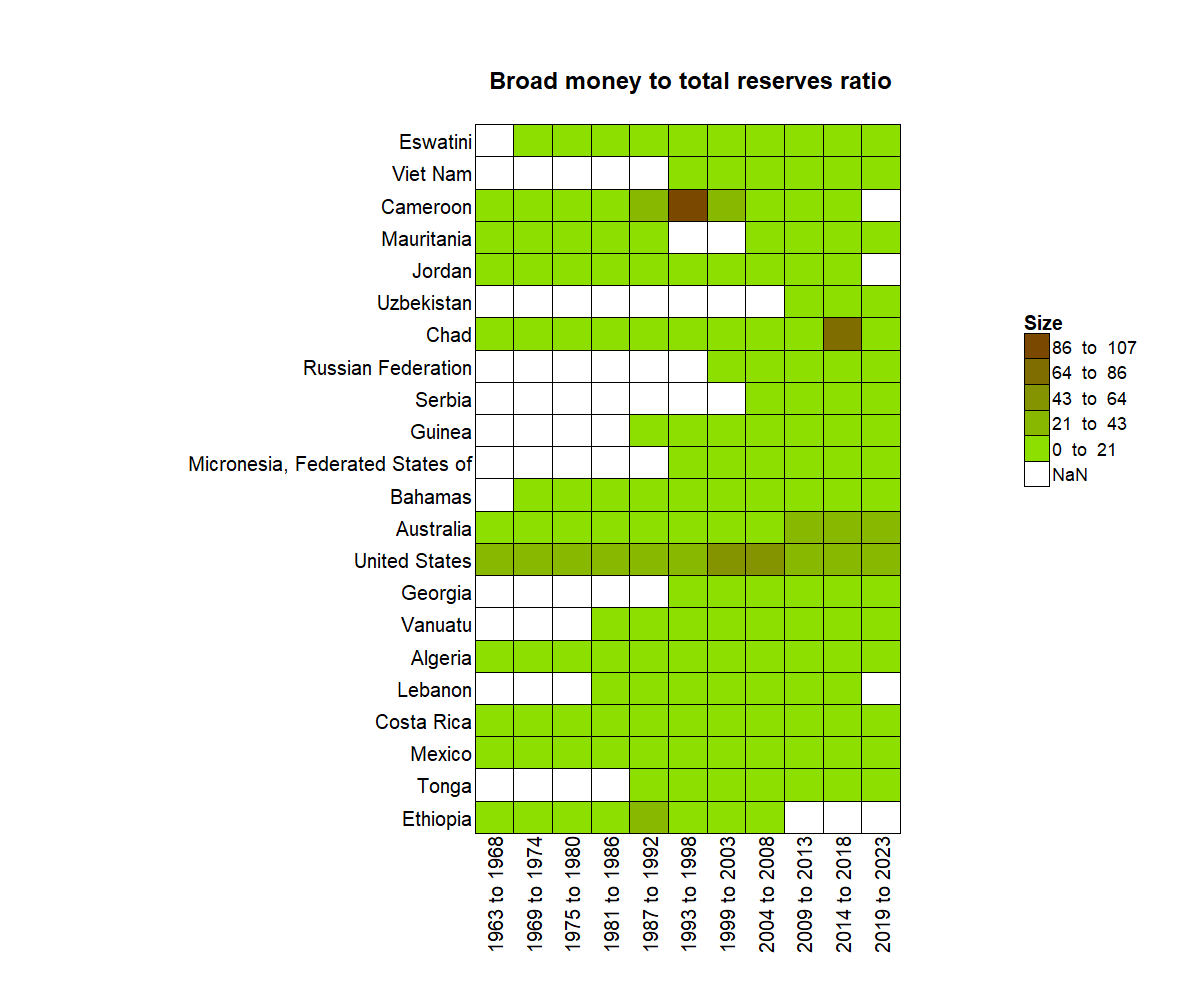 Broad money to total reserves ratio
Eswatini
Viet Nam
Cameroon
Mauritania
Jordan
Uzbekistan
Chad
Russian Federation
Serbia
Guinea
Micronesia, Federated States of
Bahamas
Australia
United States
Georgia
Vanuatu
Algeria
Lebanon
Costa Rica
Mexico
Tonga
Ethiopia
1963 to 1968
1969 to 1974
1975 to 1980
1981 to 1986
1987 to 1992
1993 to 1998
1999 to 2003
2004 to 2008
2009 to 2013
2014 to 2018
2019 to 2023
Size
86 to 107
64 to 86
43 to 64
21 to 43
0 to 21
NaN